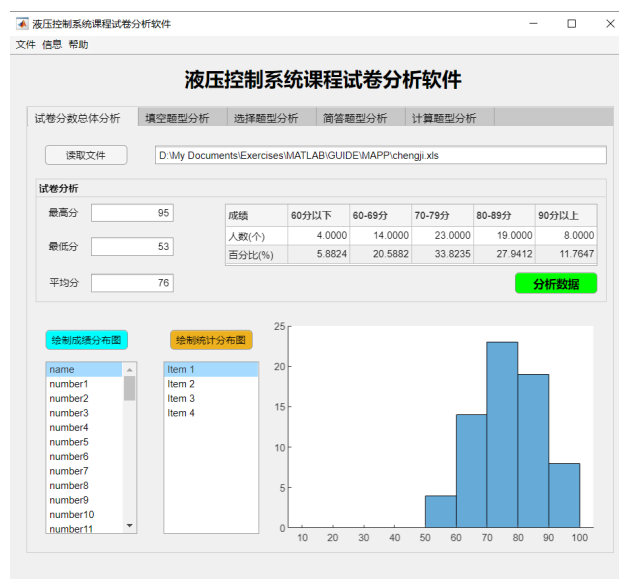 液压控制系统课程试卷分析软件
文件 信息 帮助
液压控制系统课程试卷分析软件
试卷分数总体分析 填空题型分析 选择题型分析 简答题型分析 计算题型分析
读取文件 D:\My Documents\Exercises\MATLAB\GUIDE\MAPP\chengji.xls
试卷分析
最高分 95
最低分 53
平均分 76
成绩 60分以下 60-69分 70-79分 80-89分 90分以上
人数(个) 4.0000 14.0000 23.0000 19.0000 8.0000
百分比(%) 5.8824 20.5882 33.8235 27.9412 11.7647
分析数据
绘制成绩分布图 绘制统计分布图
name
number1
number2
number3
number4
number5
number6
number7
number8
number9
number10
number11
Item 1
Item 2
Item 3
Item 4
25
20
15
10
5
0
10 20 30 40 50 60 70 80 90 100